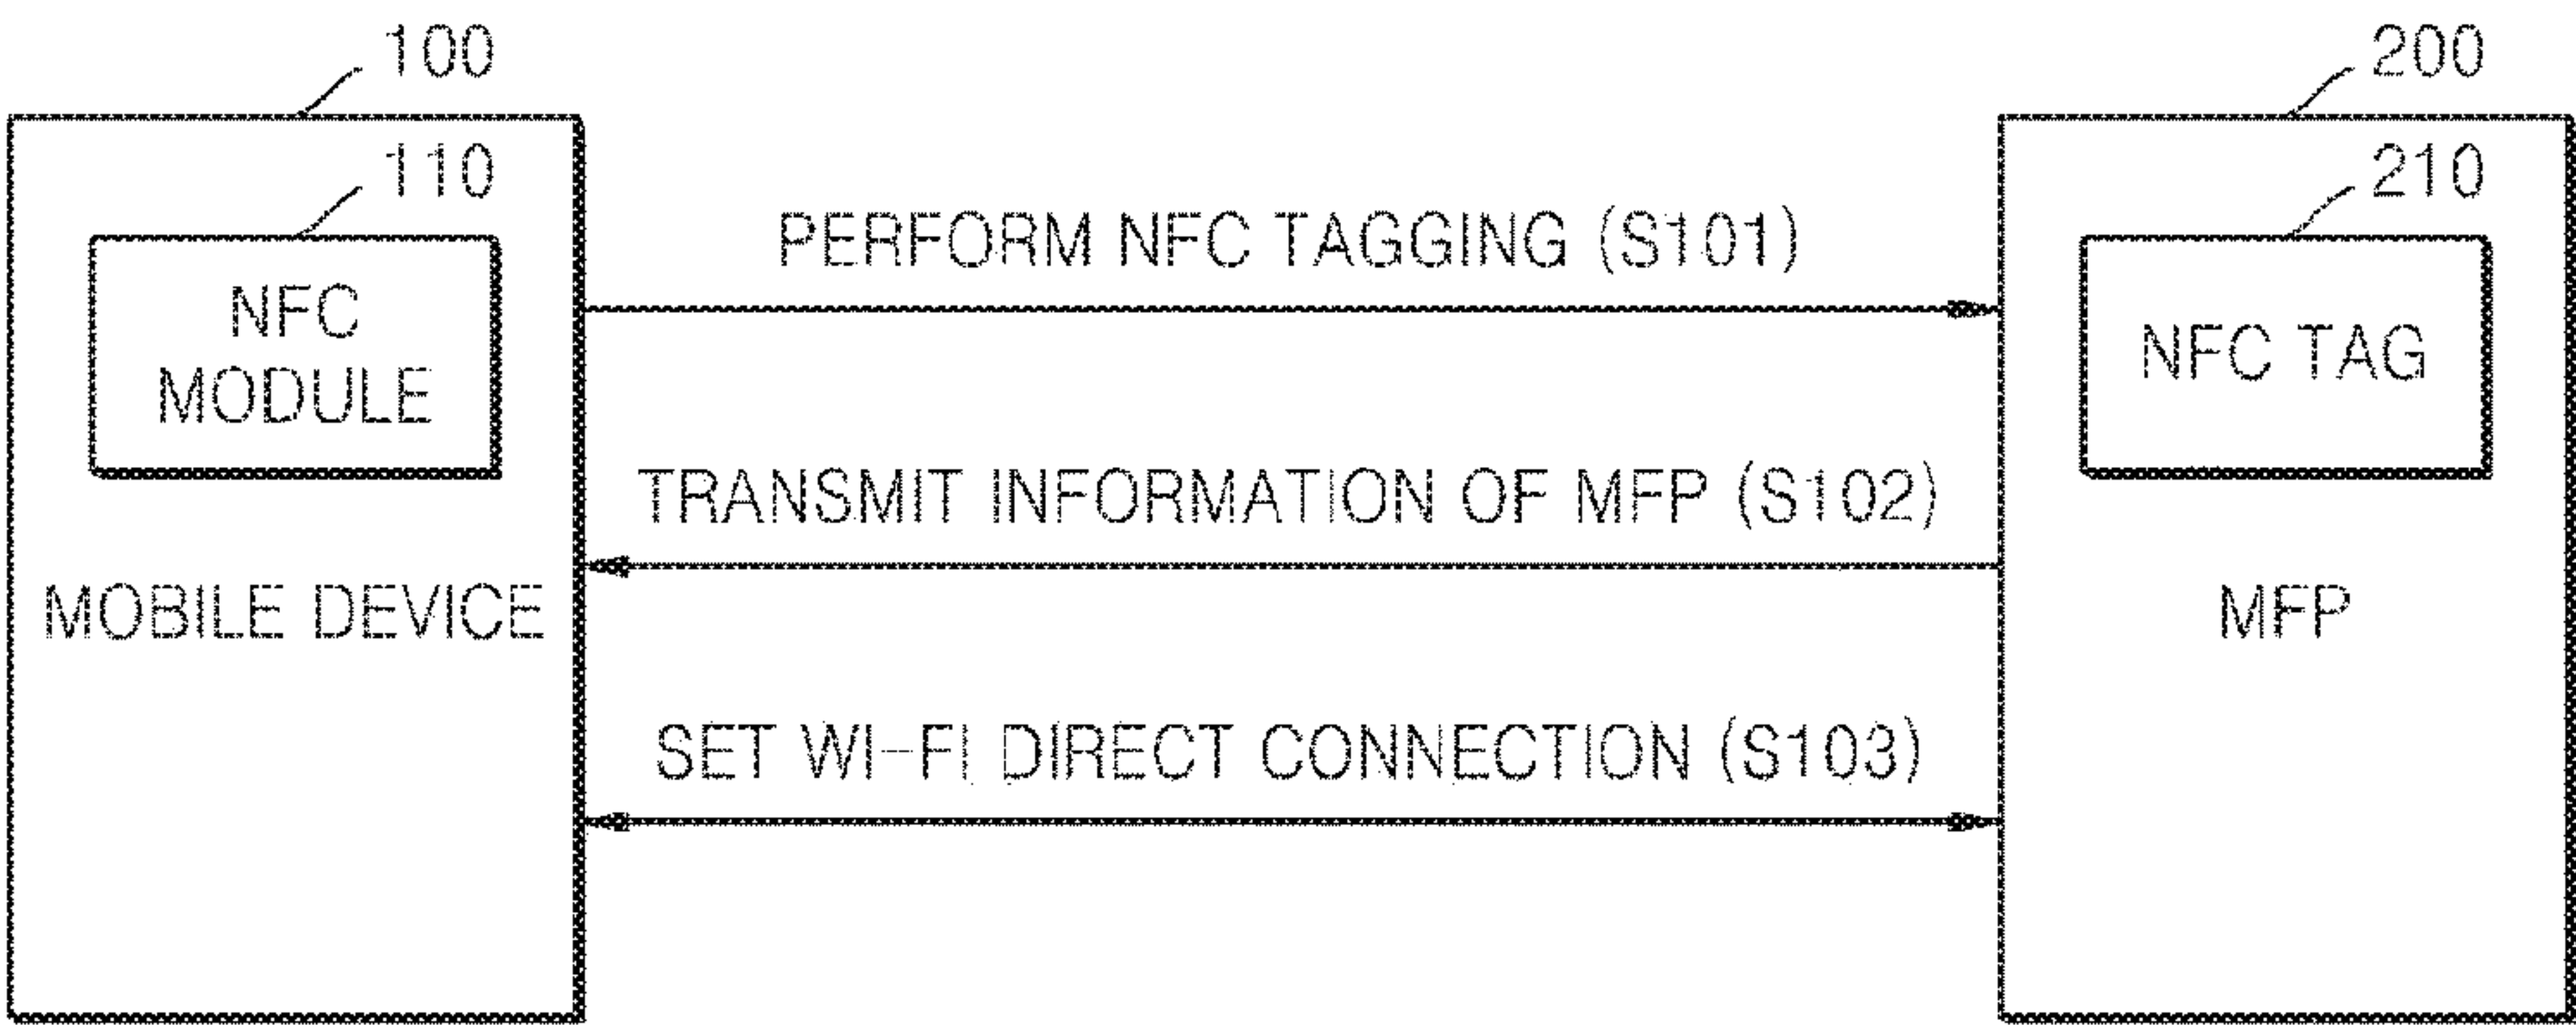 100
200
110
210
PERFORM NFC TAGGING (S101)
NFC
MODULE
NFC TAG
TRANSMIT INFORMATION OF MFP (S102)
MOBILE DEVICE
MFP
SET WI-FI DIRECT CONNECTION (S103)